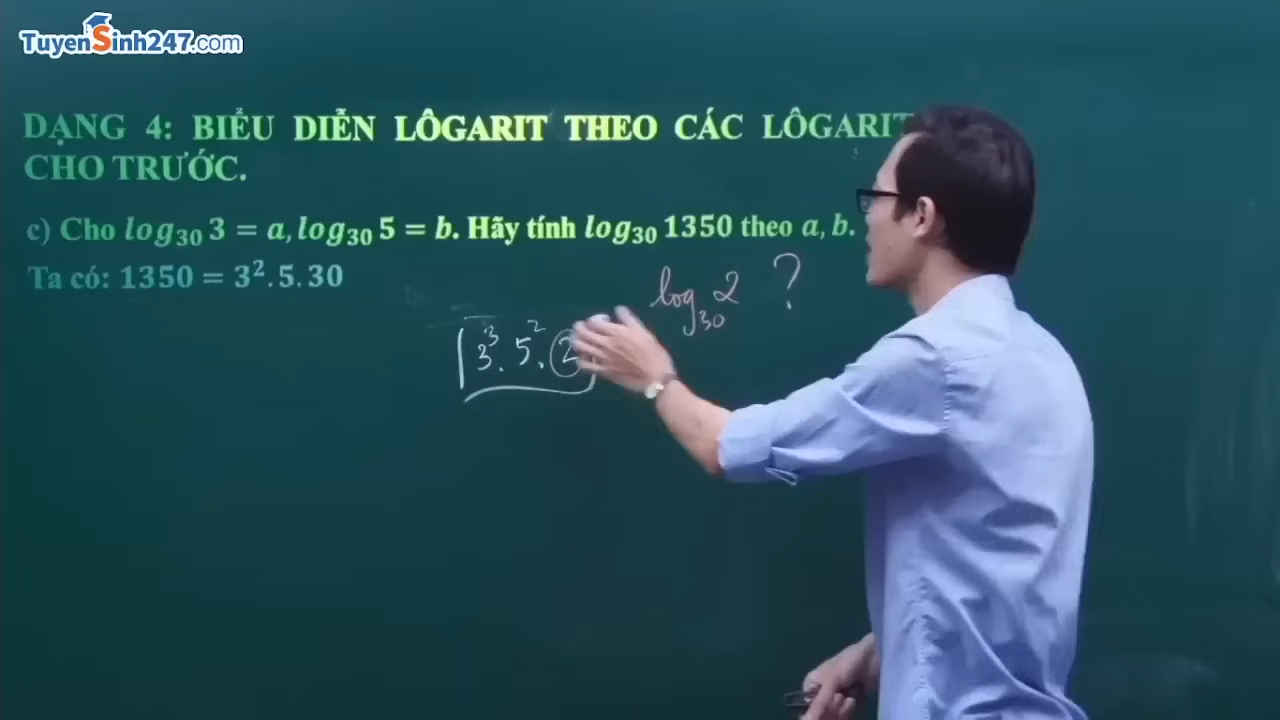 TuyenSinh247.com
DẠNG 4: BIỂU DIỄN LÔGARIT THEO CÁC LÔGARIT
CHO TRƯỚC.
c) Cho log₃₀ 3 = a, log₃₀ 5 = b. Hãy tính log₃₀ 1350 theo a, b.
Ta có: 1350 = 3².5.30
log₃₀ 2 ?
3³. 5². 2